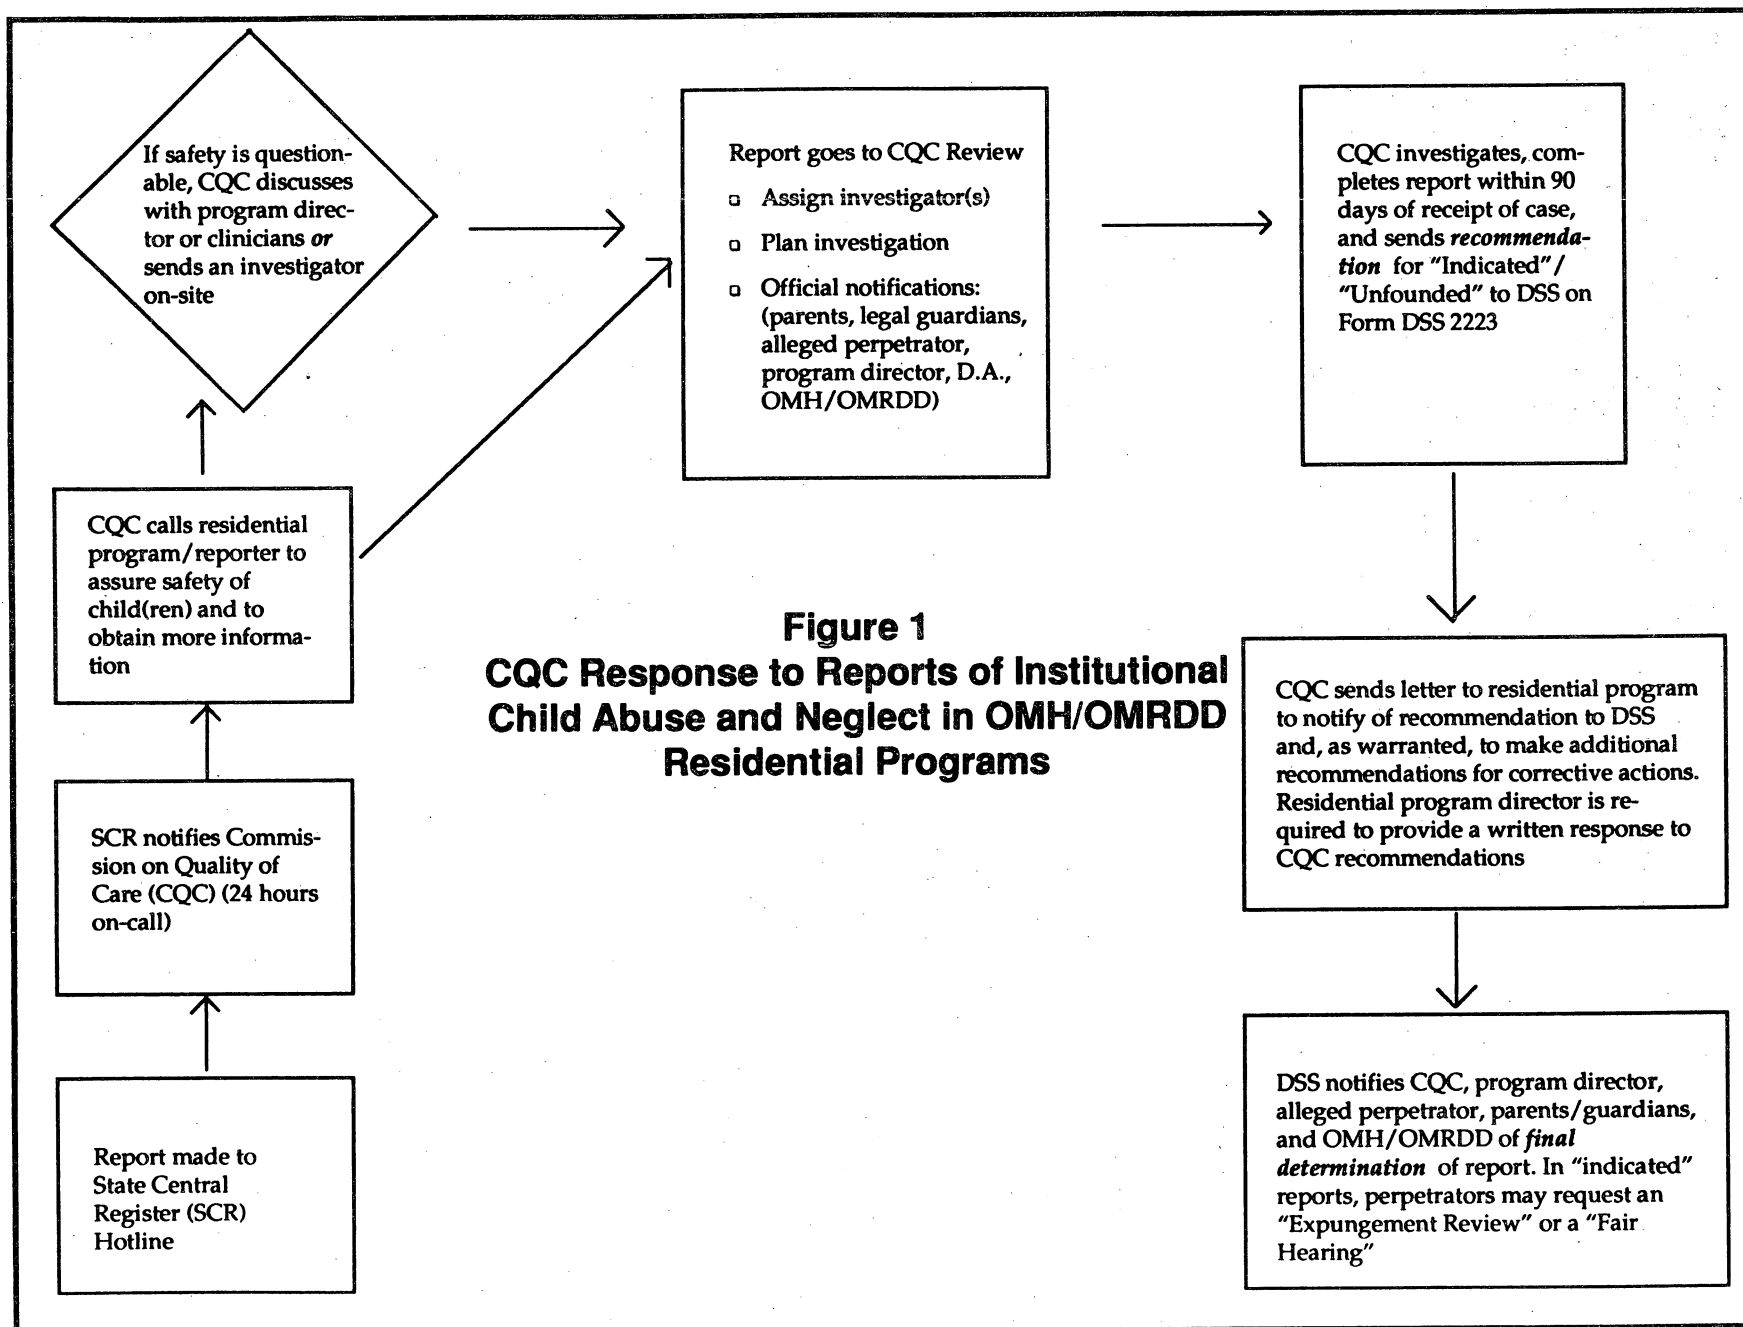 If safety is question-
able, CQC discusses
with program direc-
tor or clinicians or
sends an investigator
on-site
Report goes to CQC Review
Assign investigator(s)
Plan investigation
Official notifications:
(parents, legal guardians,
alleged perpetrator,
program director, D.A.,
OMH/OMRDD)
CQC investigates, com-
pletes report within 90
days of receipt of case,
and sends recommenda-
tion for "Indicated"/
"Unfounded" to DSS on
Form DSS 2223
CQC calls residential
program/reporter to
assure safety of
child(ren) and to
obtain more informa-
tion
Figure 1
CQC Response to Reports of Institutional
Child Abuse and Neglect in OMH/OMRDD
Residential Programs
CQC sends letter to residential program
to notify of recommendation to DSS
and, as warranted, to make additional
recommendations for corrective actions.
Residential program director is re-
quired to provide a written response to
CQC recommendations
SCR notifies Commis-
sion on Quality of
Care (CQC) (24 hours
on-call)
Report made to
State Central
Register (SCR)
Hotline
DSS notifies CQC, program director,
alleged perpetrator, parents/guardians,
and OMH/OMRDD of final
determination of report. In "indicated"
reports, perpetrators may request an
"Expungement Review" or a "Fair
Hearing"